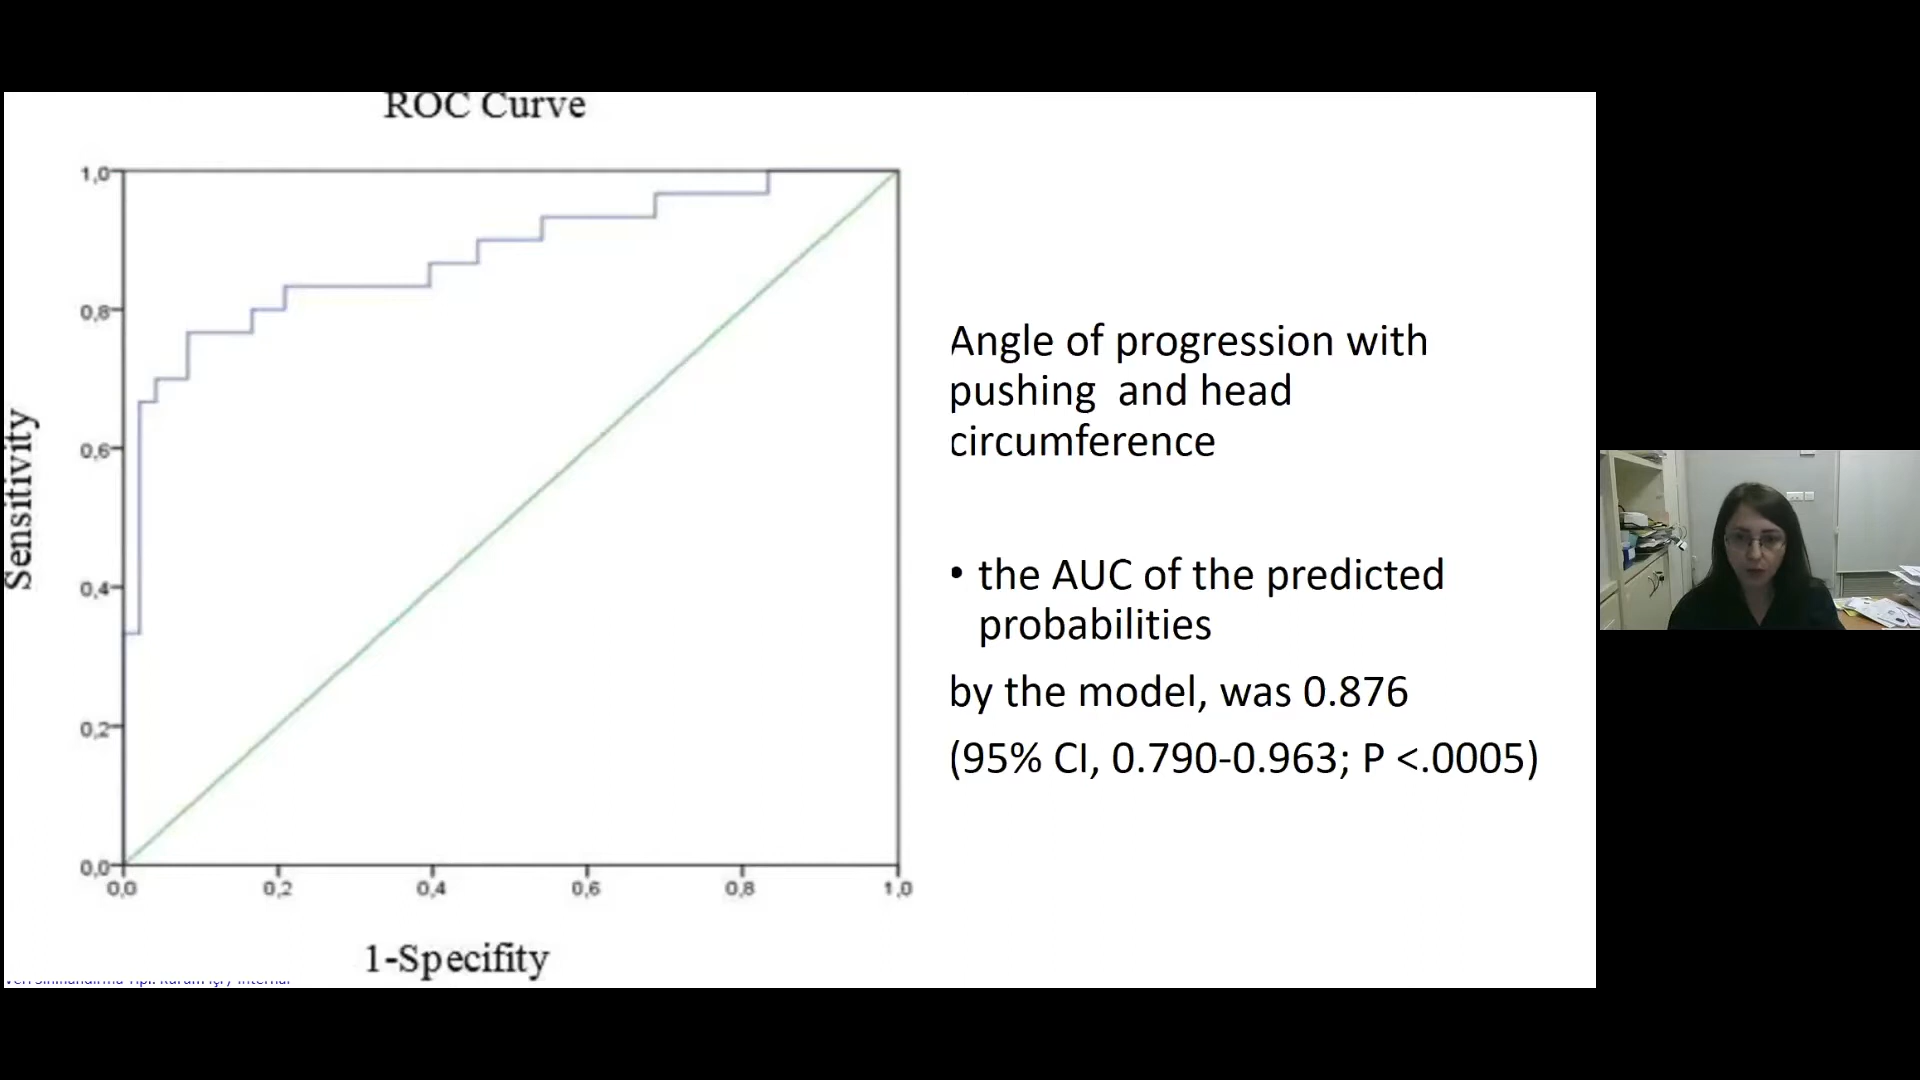 ROC Curve
1,0
0,8
0,6
0,4
0,2
0,0
Sensitivity
0,0 0,2 0,4 0,6 0,8 1,0
1-Specifity
Angle of progression with
pushing and head
circumference
• the AUC of the predicted
probabilities
by the model, was 0.876
(95% CI, 0.790-0.963; P <.0005)